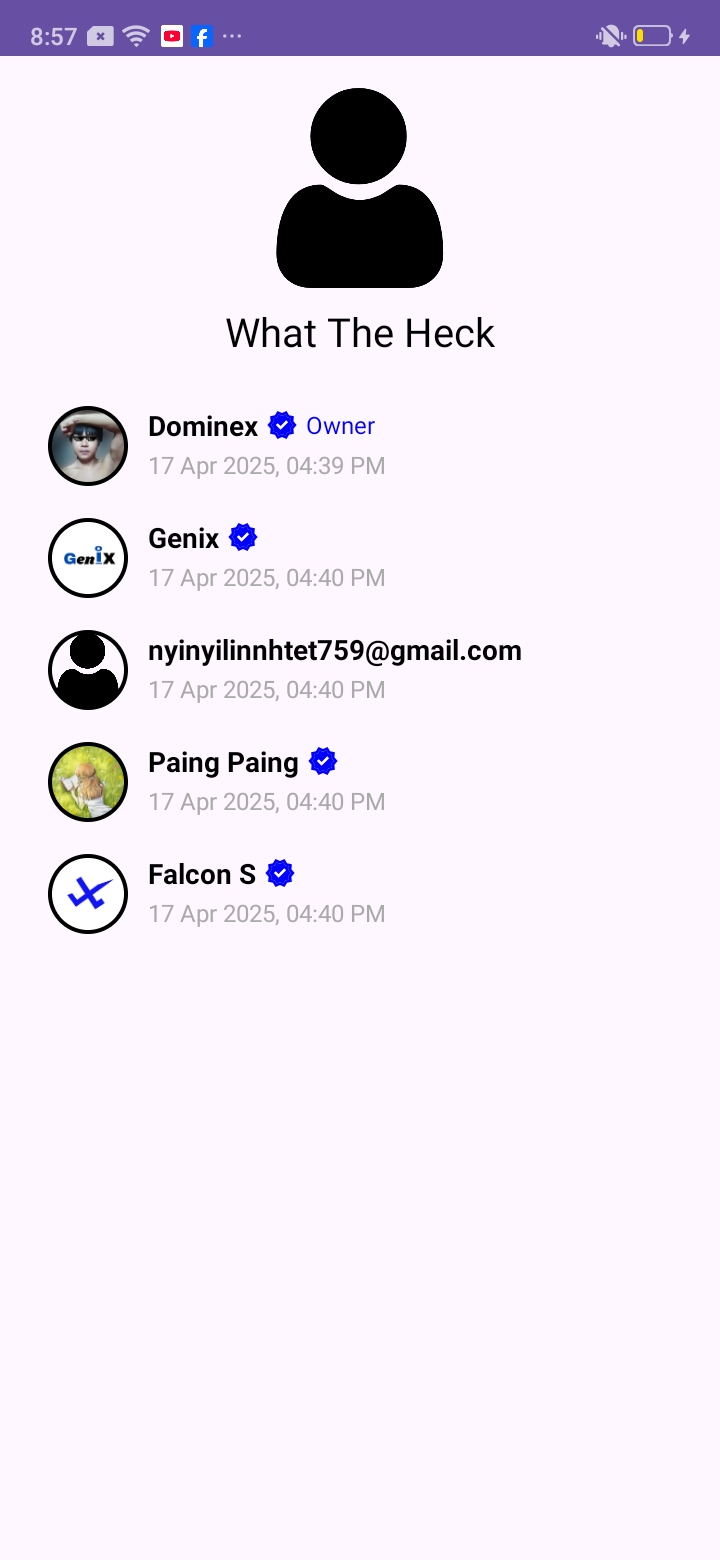 8:57
What The Heck
Dominex Owner
17 Apr 2025, 04:39 PM
GeniX
Genix
17 Apr 2025, 04:40 PM
nyinyilinnhtet759@gmail.com
17 Apr 2025, 04:40 PM
Paing Paing
17 Apr 2025, 04:40 PM
Falcon S
17 Apr 2025, 04:40 PM